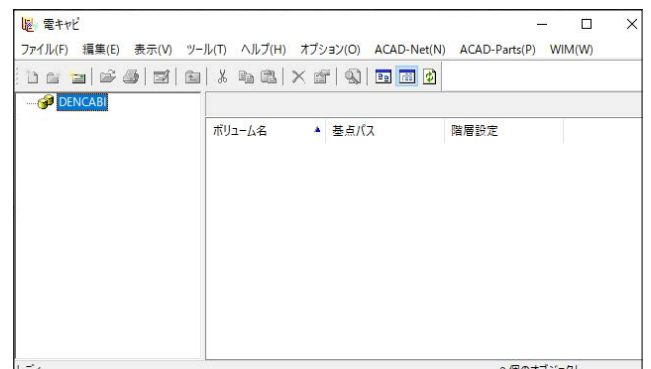 電キャビ
ファイル(F) 編集(E) 表示(V) ツール(T) ヘルプ(H) オプション(O) ACAD-Net(N) ACAD-Parts(P) WIM(W)
DENCABI
ボリューム名 基点パス 階層設定